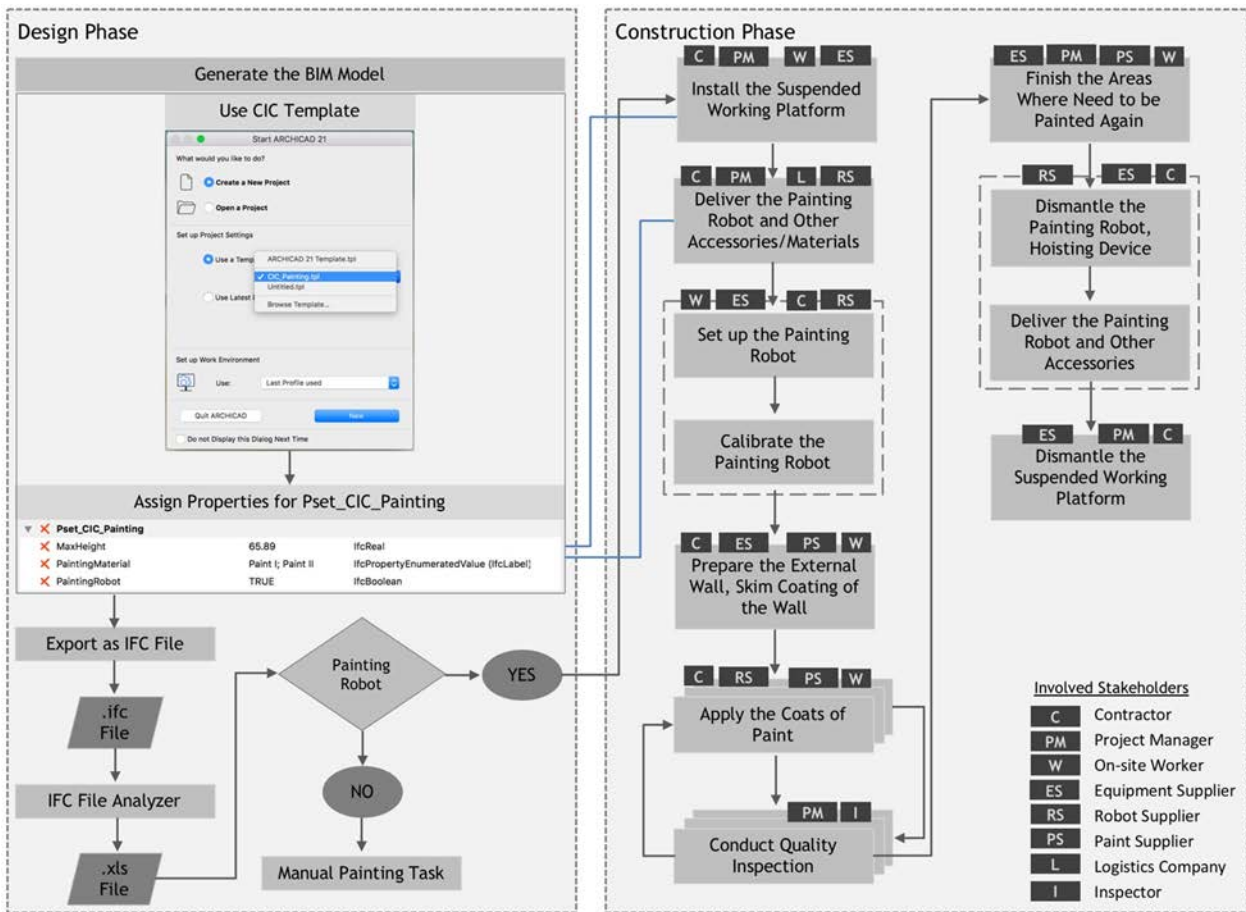 Design Phase
Generate the BIM Model
Use CIC Template
Start ARCHICAD 21
What would you like to do?
Create a New Project
Open a Project
Set up Project Settings
Use a Temp
ARCHICAD 21 Template.tpl
✓ CIC_Painting.tpl
Untitled.tpl
Use Latest
Browse Template...
Set up Work Environment
Use:
Last Profile used
Quit ARCHICAD
New
Do not Display this Dialog Next Time
Assign Properties for Pset_CIC_Painting
Pset_CIC_Painting
MaxHeight 65.89 IfcReal
PaintingMaterial Paint I; Paint II IfcPropertyEnumeratedValue (IfcLabel)
PaintingRobot TRUE IfcBoolean
Export as IFC File
.ifc
File
IFC File Analyzer
.xls
File
Painting
Robot
YES
NO
Manual Painting Task
Construction Phase
C PM W ES
Install the Suspended
Working Platform
C PM L RS
Deliver the Painting
Robot and Other
Accessories/Materials
W ES C RS
Set up the Painting
Robot
Calibrate the
Painting Robot
C ES PS W
Prepare the External
Wall, Skim Coating of
the Wall
C RS PS W
Apply the Coats of
Paint
PM I
Conduct Quality
Inspection
ES PM PS W
Finish the Areas
Where Need to be
Painted Again
RS ES C
Dismantle the
Painting Robot,
Hoisting Device
Deliver the Painting
Robot and Other
Accessories
ES PM C
Dismantle the
Suspended Working
Platform
Involved Stakeholders
C Contractor
PM Project Manager
W On-site Worker
ES Equipment Supplier
RS Robot Supplier
PS Paint Supplier
L Logistics Company
I Inspector